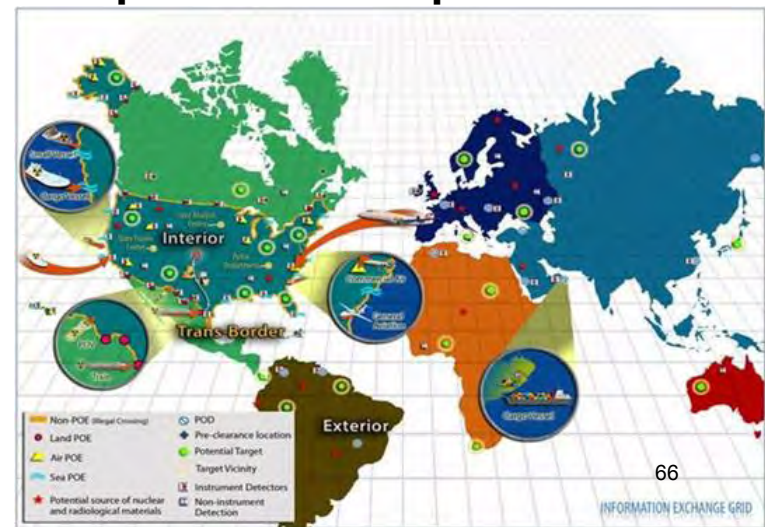 Small Vessel
Cargo Vessel
Interior
Trans-Border
POV
Train
Commercial Air
General
Aviation
Cargo Vessel
Exterior
Non-POE (Illegal Crossing)
Land POE
Air POE
Sea POE
Potential source of nuclear
and radiological materials
POD
Pre-clearance location
Potential Target
Target Vicinity
Instrument Detectors
Non-instrument
Detection
66
INFORMATION EXCHANGE GRID